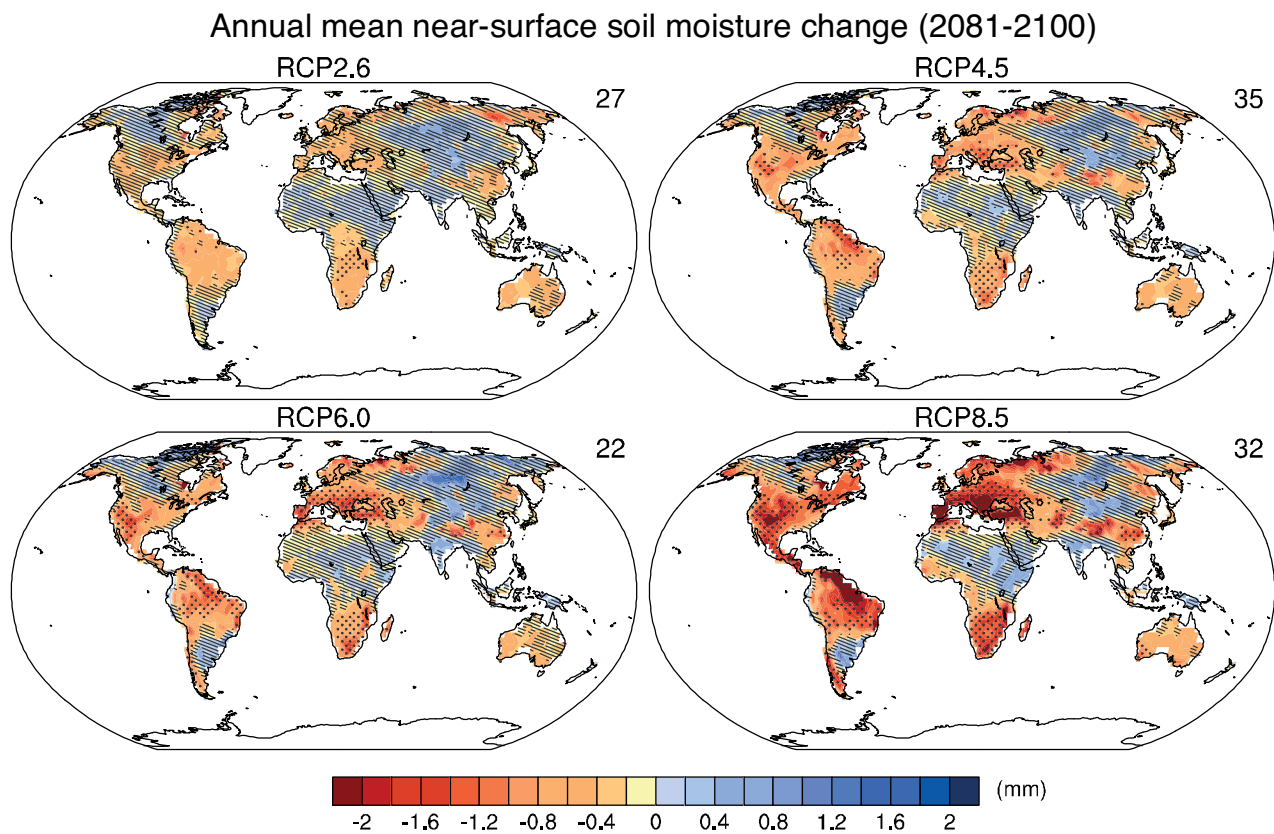 Annual mean near-surface soil moisture change (2081-2100)
RCP2.6
27
RCP4.5
35
RCP6.0
22
RCP8.5
32
(mm)
-2 -1.6 -1.2 -0.8 -0.4 0 0.4 0.8 1.2 1.6 2